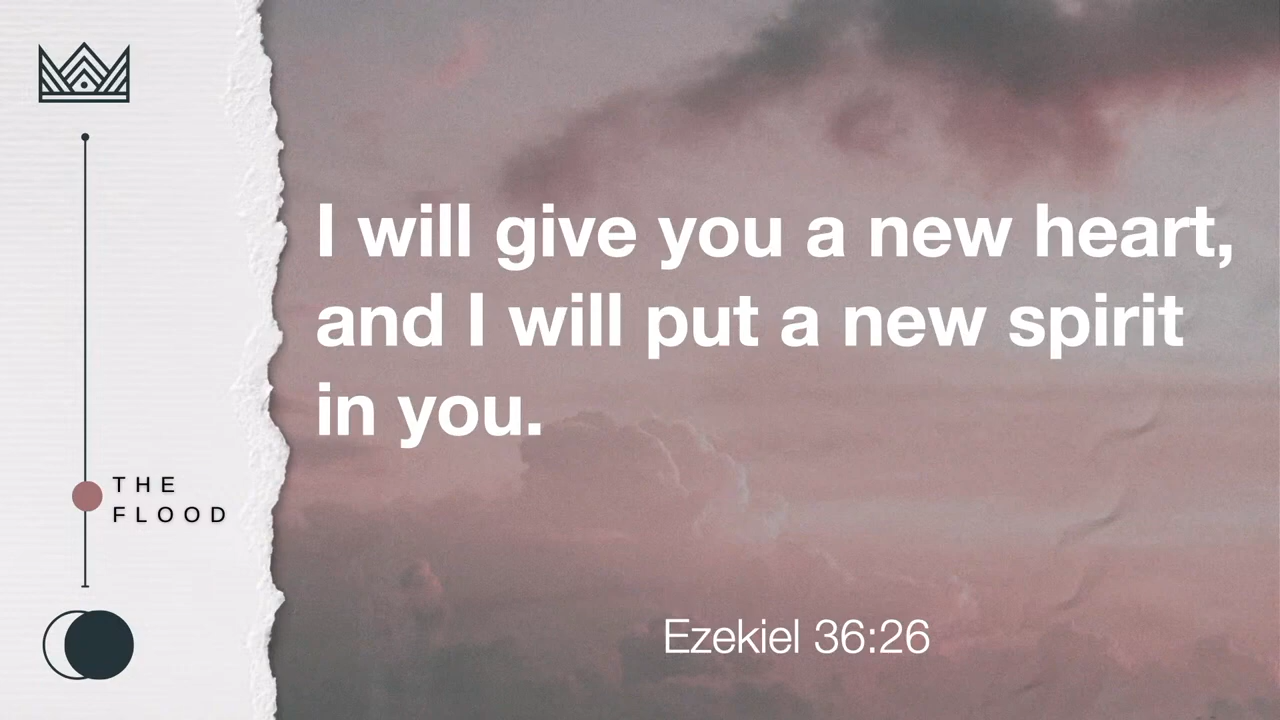 THE
FLOOD
I will give you a new heart,
and I will put a new spirit
in you.
Ezekiel 36:26